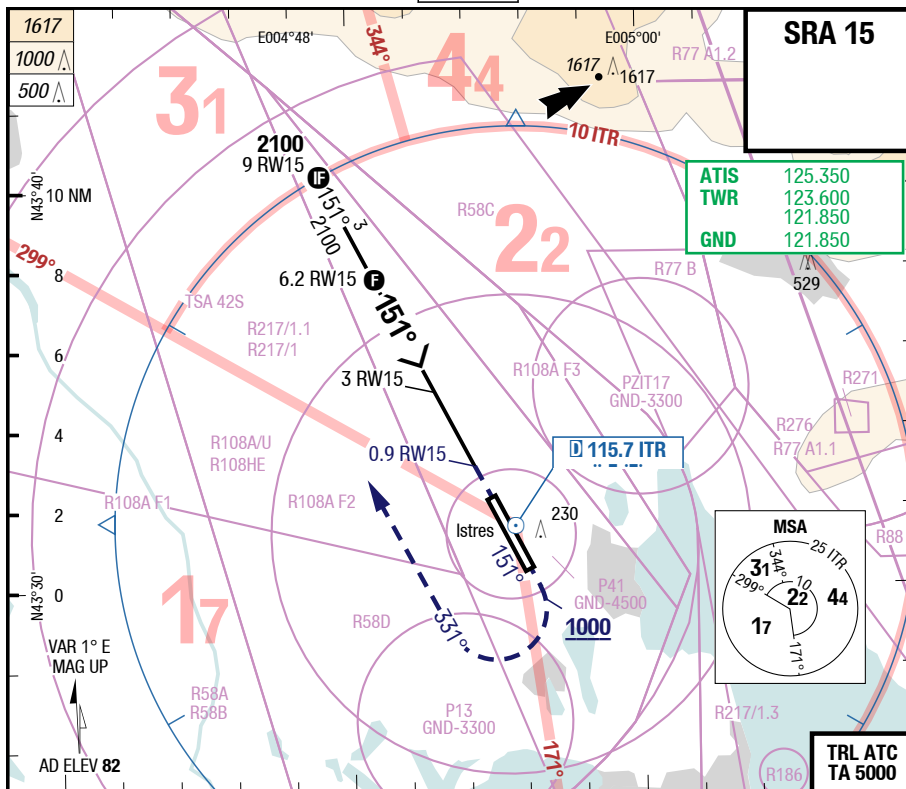 1617
1000
500
E004°48'
E005°00'
344°
31
44
1617
1617
R77 A1.2
SRA 15
10 ITR
2100
9 RW15
IF
N43°40'
10 NM
151°
3
2100
R58C
22
ATIS 125.350
TWR 123.600
121.850
GND 121.850
299°
8
6.2 RW15
F
R77 B
529
TSA 42S
151°
R217/1.1
R217/1
6
3 RW15
R108A F3
PZIT17
GND-3300
R271
4
R108A/U
R108HE
0.9 RW15
D 115.7 ITR
R276
R77 A1.1
R108A F1
R108A F2
2
Istres
230
R88
151°
MSA
25 ITR
31
344°
10
299°
22
44
17
171°
N43°30'
0
P41
GND-4500
17
R58D
331°
1000
VAR 1° E
MAG UP
R58A
R58B
P13
GND-3300
R217/1.3
171°
AD ELEV 82
R186
TRL ATC
TA 5000